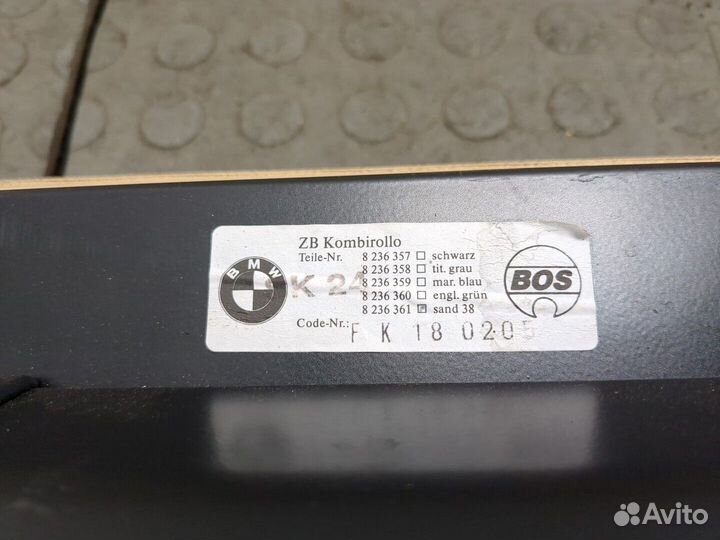 ZB Kombirollo
Teile-Nr. 8 236 357 ☐ schwarz
8 236 358 ☐ tit. grau
8 236 359 ☐ mar. blau
8 236 360 ☐ engl. grün
8 236 361 ☒ sand 38
Code-Nr.: F K 18 0205
BMW
K 24
BOS
Avito